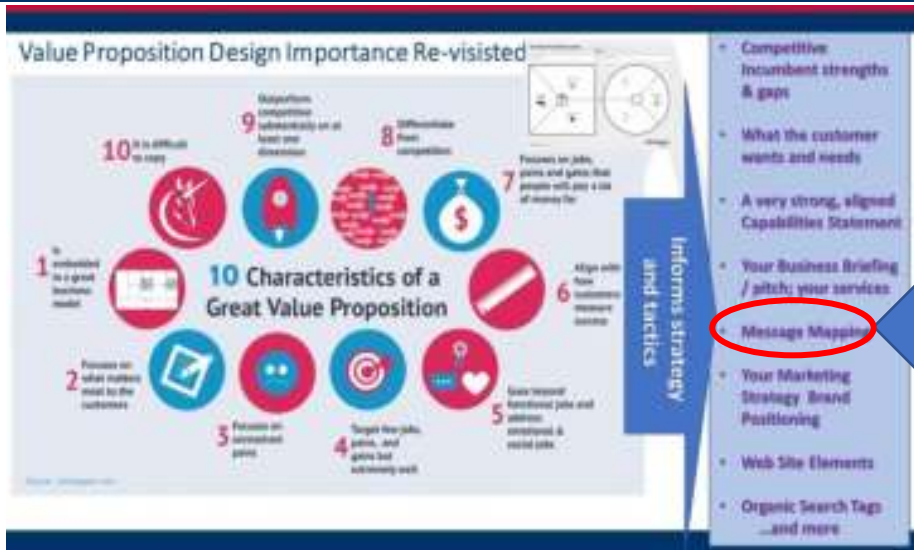 Value Proposition Design Importance Re-visisted
10 It is difficult
to copy
9 Outperform
competition
substantially on at
least one
dimension
8 Differentiate
from
competition
7 Focuses on jobs,
pains and gains that
people will pay a lot
of money for
1 Is
embedded
in a great
business
model
10 Characteristics of a
Great Value Proposition
6 Align with
how
customers
measure
success
2 Focuses on
what matters
most to the
customers
3 Focuses on
unresolved
pains
4 Target few jobs,
pains, and
gains but
extremely well
5 Goes beyond
functional jobs and
address
emotional &
social jobs
$
Informs strategy
and tactics
• Competitive
Incumbent strengths
& gaps
• What the customer
wants and needs
• A very strong, aligned
Capabilities Statement
• Your Business Briefing
/ pitch; your services
• Message Mapping
• Your Marketing
Strategy Brand
Positioning
• Web Site Elements
• Organic Search Tags
...and more